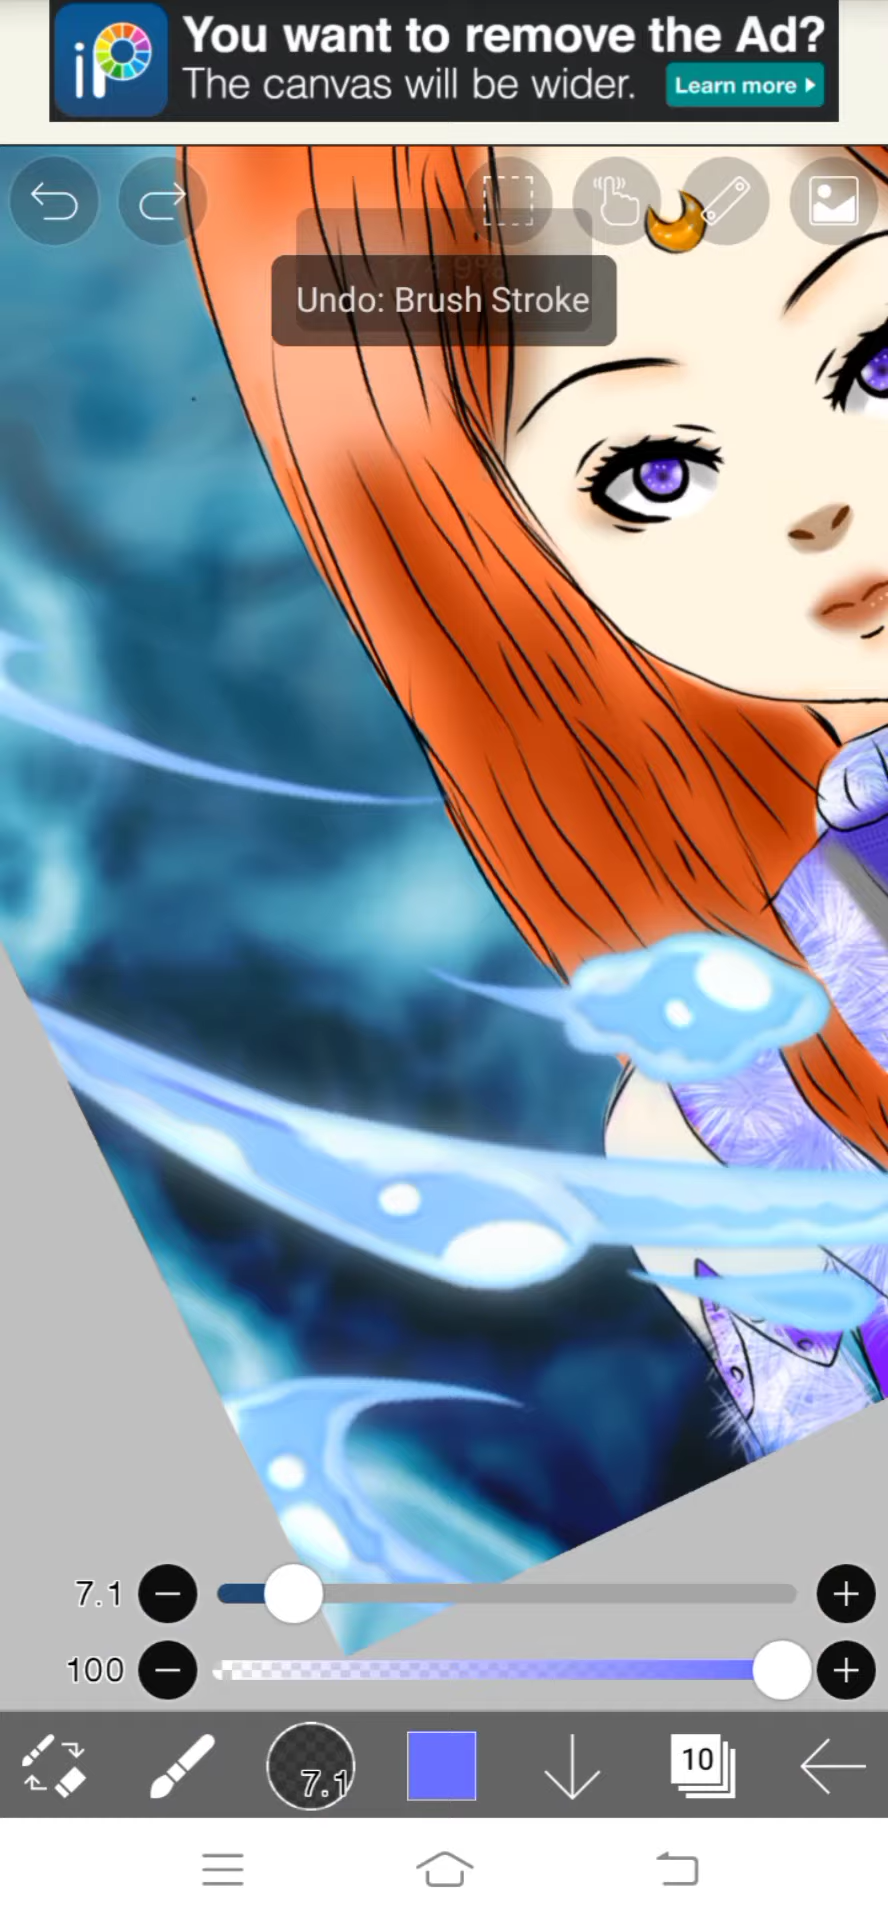 iP
You want to remove the Ad?
The canvas will be wider.
Learn more
Undo: Brush Stroke
7.1
100
7.1
10